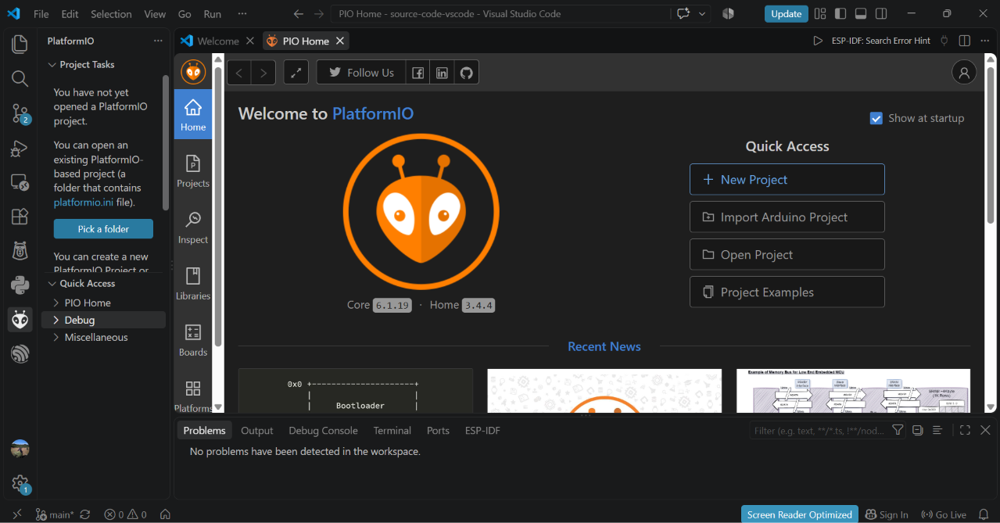 File Edit Selection View Go Run ··· PIO Home - source-code-vscode - Visual Studio Code Update
PlatformIO ···
Welcome PIO Home ESP-IDF: Search Error Hint ···
Project Tasks
You have not yet
opened a PlatformIO
project.
You can open an
existing PlatformIO-
based project (a
folder that contains
platformio.ini file).
Pick a folder
You can create a new
PlatformIO Project or
Quick Access
PIO Home
Debug
Miscellaneous
2
1
Home
Projects
Inspect
Libraries
Boards
Platforms
Follow Us
Welcome to PlatformIO
Show at startup
Core 6.1.19 · Home 3.4.4
Quick Access
New Project
Import Arduino Project
Open Project
Project Examples
Recent News
0x0 +----------------------+
| |
| Bootloader |
Example of Memory Bus for Low End Embedded MCU
Problems Output Debug Console Terminal Ports ESP-IDF Filter (e.g. text, **/*.ts, !**/nod...
No problems have been detected in the workspace.
main* 0 0 Screen Reader Optimized Sign In Go Live